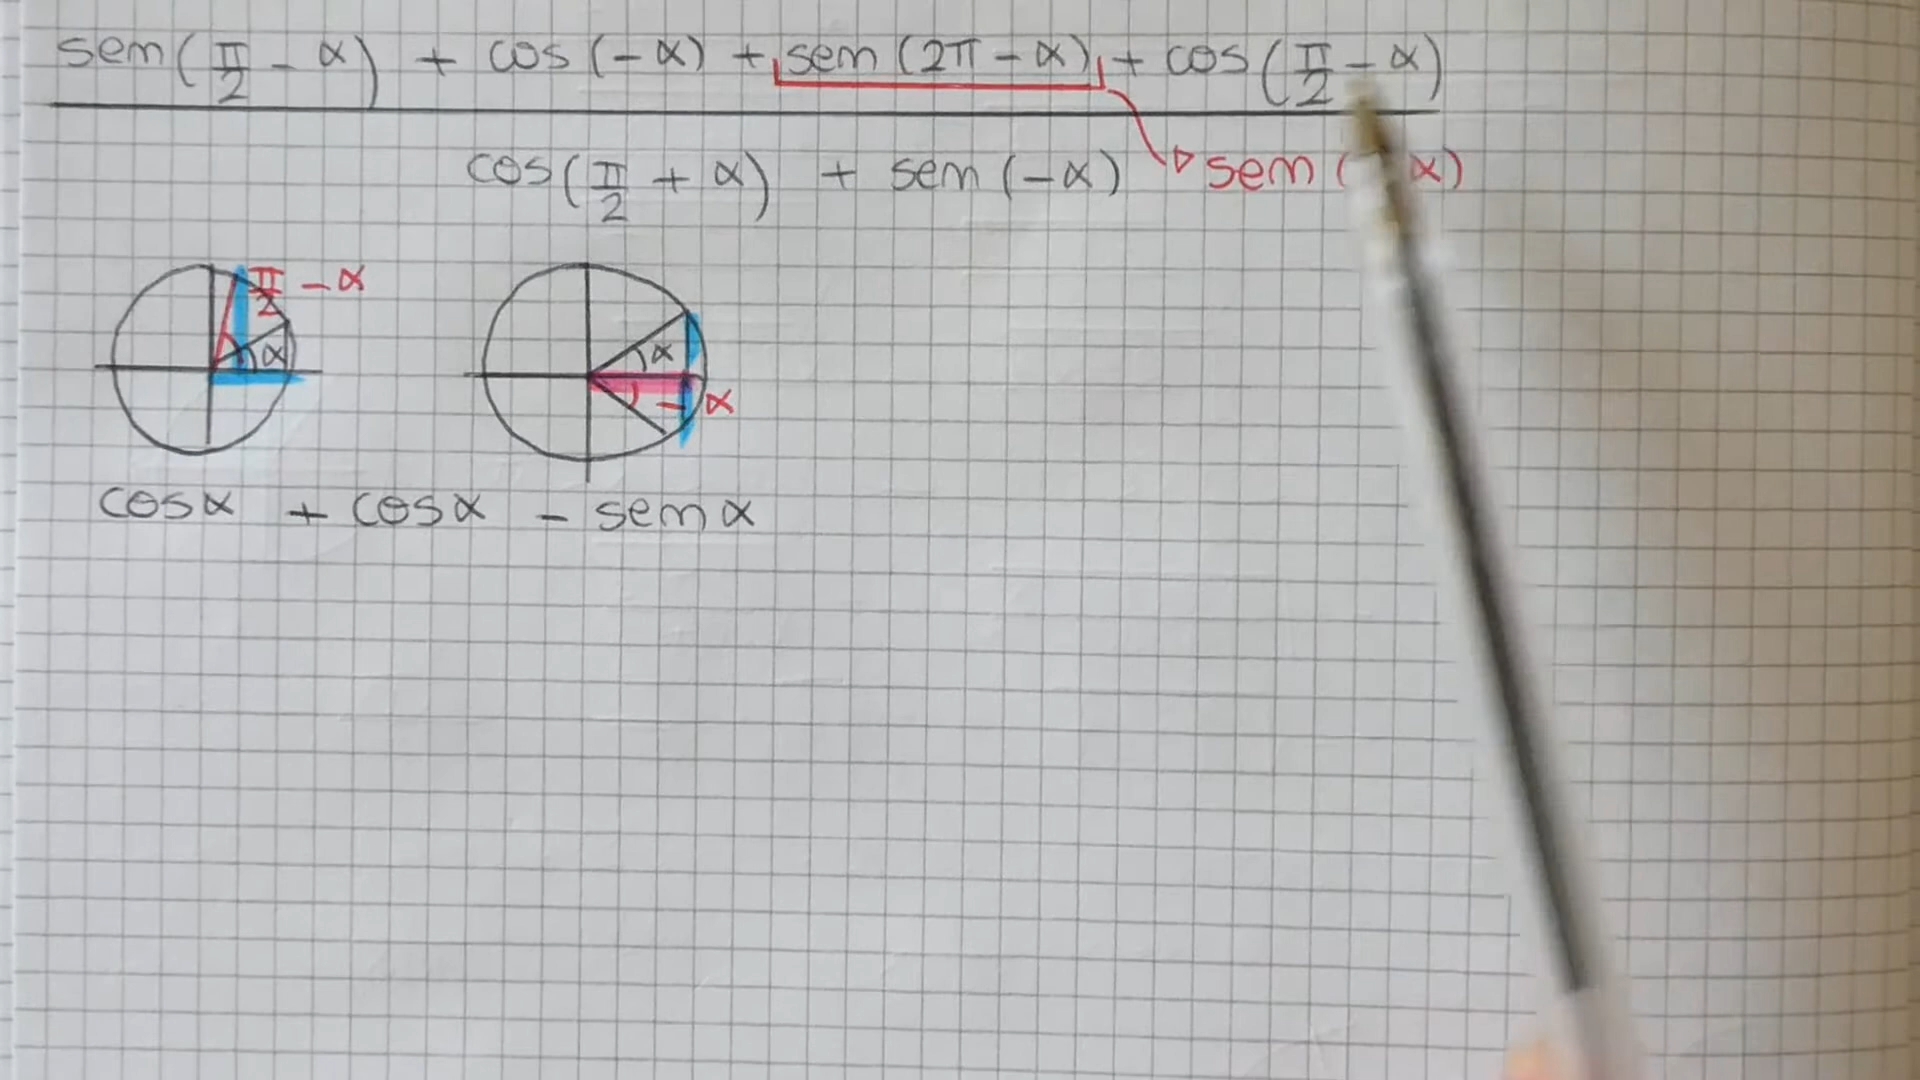 sem(π/2 - α) + cos(-α) + sem(2π - α) + cos(π/2 - α)
cos(π/2 + α) + sem(-α) sem( α)
π/2 - α
α
α
- α
cosα + cosα - semα